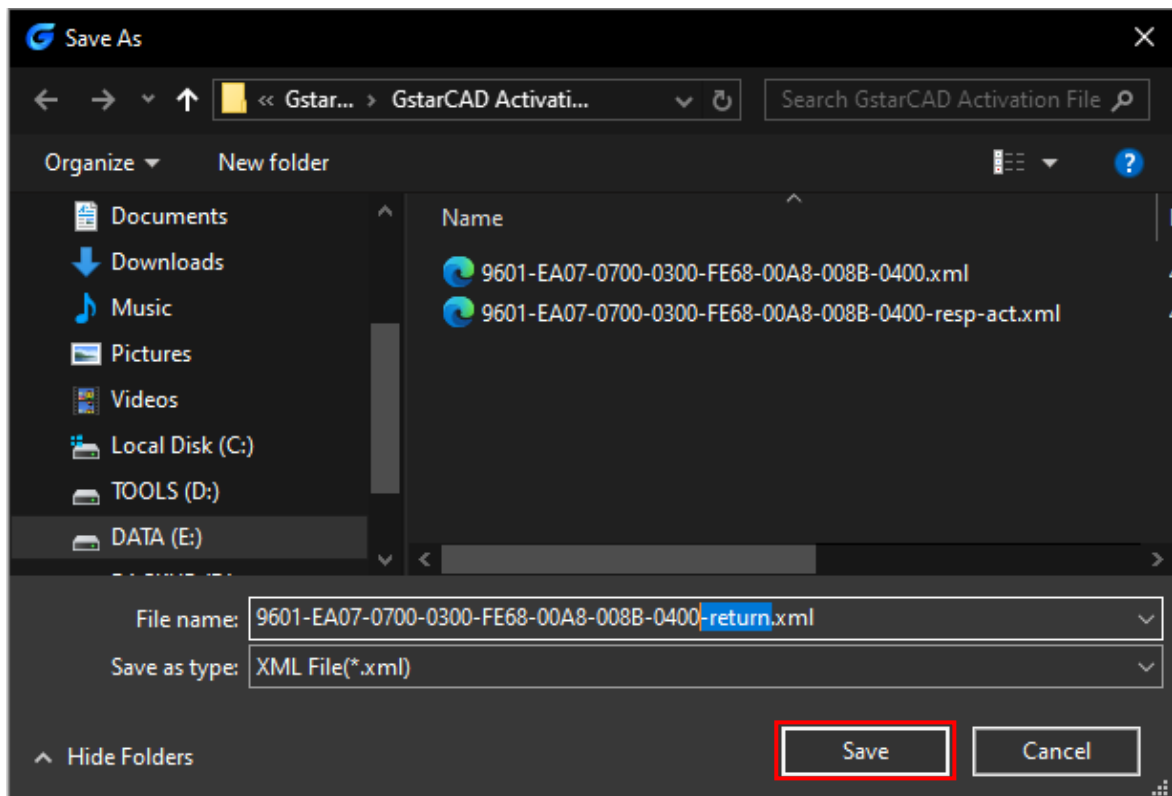 Save As
« Gstar... › GstarCAD Activati...
Search GstarCAD Activation File
Organize
New folder
?
Documents
Downloads
Music
Pictures
Videos
Local Disk (C:)
TOOLS (D:)
DATA (E:)
Name
9601-EA07-0700-0300-FE68-00A8-008B-0400.xml
9601-EA07-0700-0300-FE68-00A8-008B-0400-resp-act.xml
File name: 9601-EA07-0700-0300-FE68-00A8-008B-0400-return.xml
Save as type: XML File(*.xml)
Hide Folders
Save
Cancel